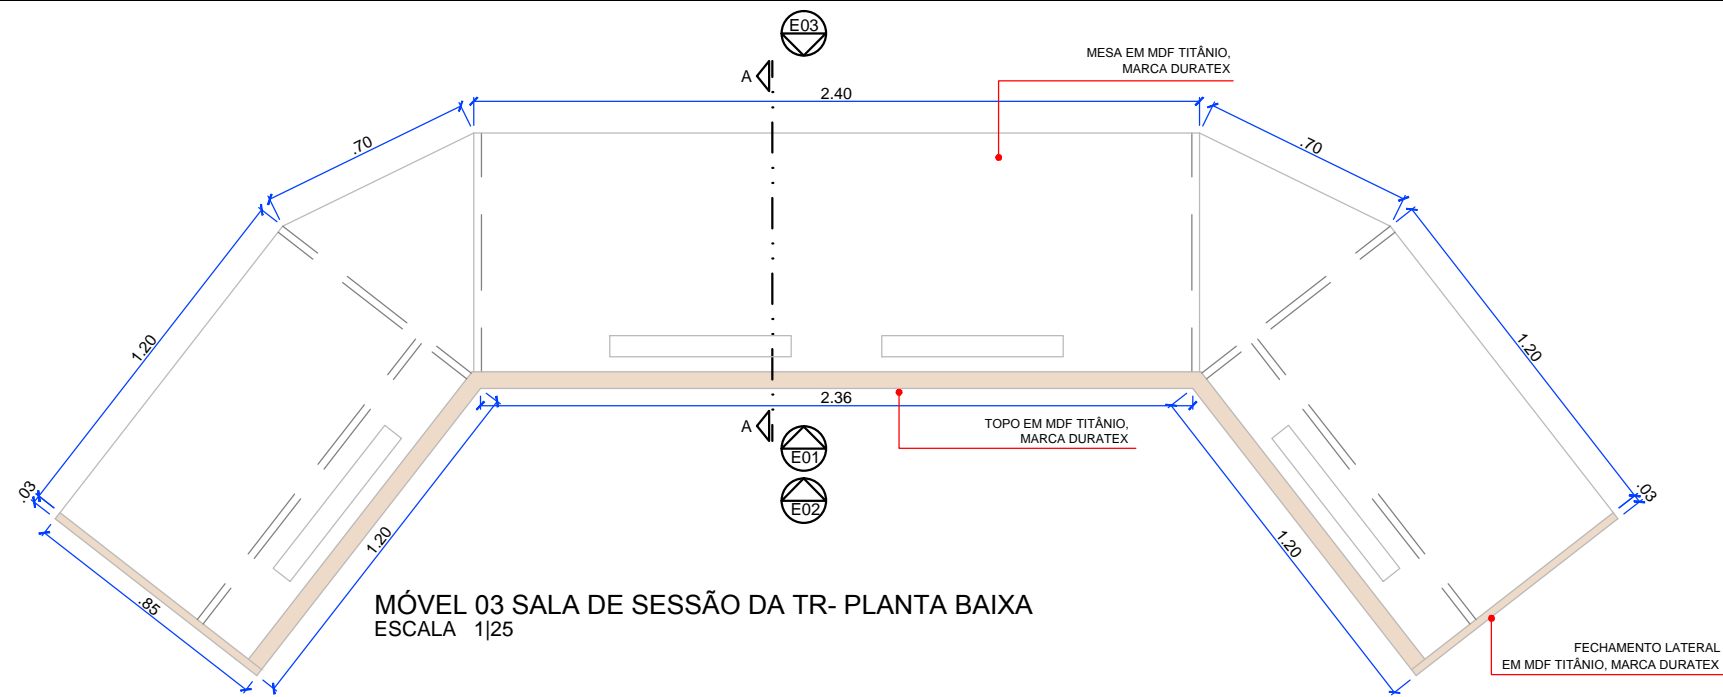 E03
MESA EM MDF TITÂNIO,
MARCA DURATEX
A
2.40
.70
.70
1.20
1.20
2.36
A
TOPO EM MDF TITÂNIO,
MARCA DURATEX
E01
.03
.03
E02
1.20
1.20
.85
MÓVEL 03 SALA DE SESSÃO DA TR- PLANTA BAIXA
ESCALA 1|25
FECHAMENTO LATERAL
EM MDF TITÂNIO, MARCA DURATEX